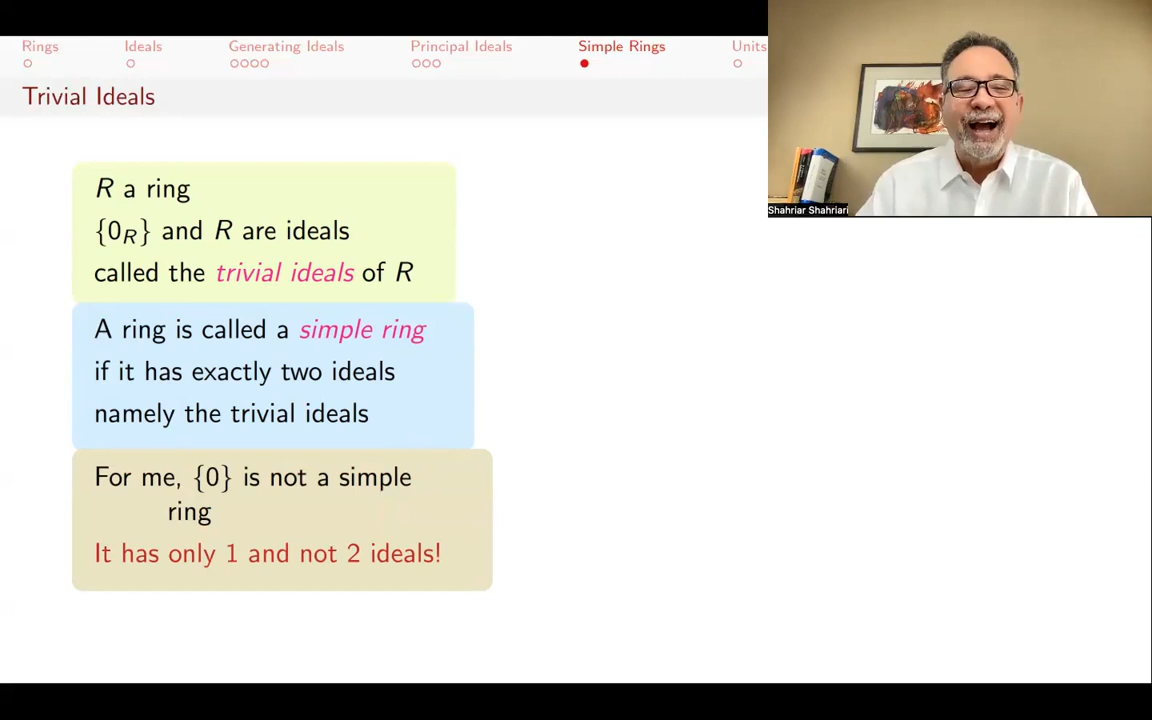 Rings Ideals Generating Ideals Principal Ideals Simple Rings Units
Trivial Ideals
R a ring
{0_R} and R are ideals
called the trivial ideals of R
A ring is called a simple ring
if it has exactly two ideals
namely the trivial ideals
For me, {0} is not a simple
ring
It has only 1 and not 2 ideals!
Shahriar Shahriari